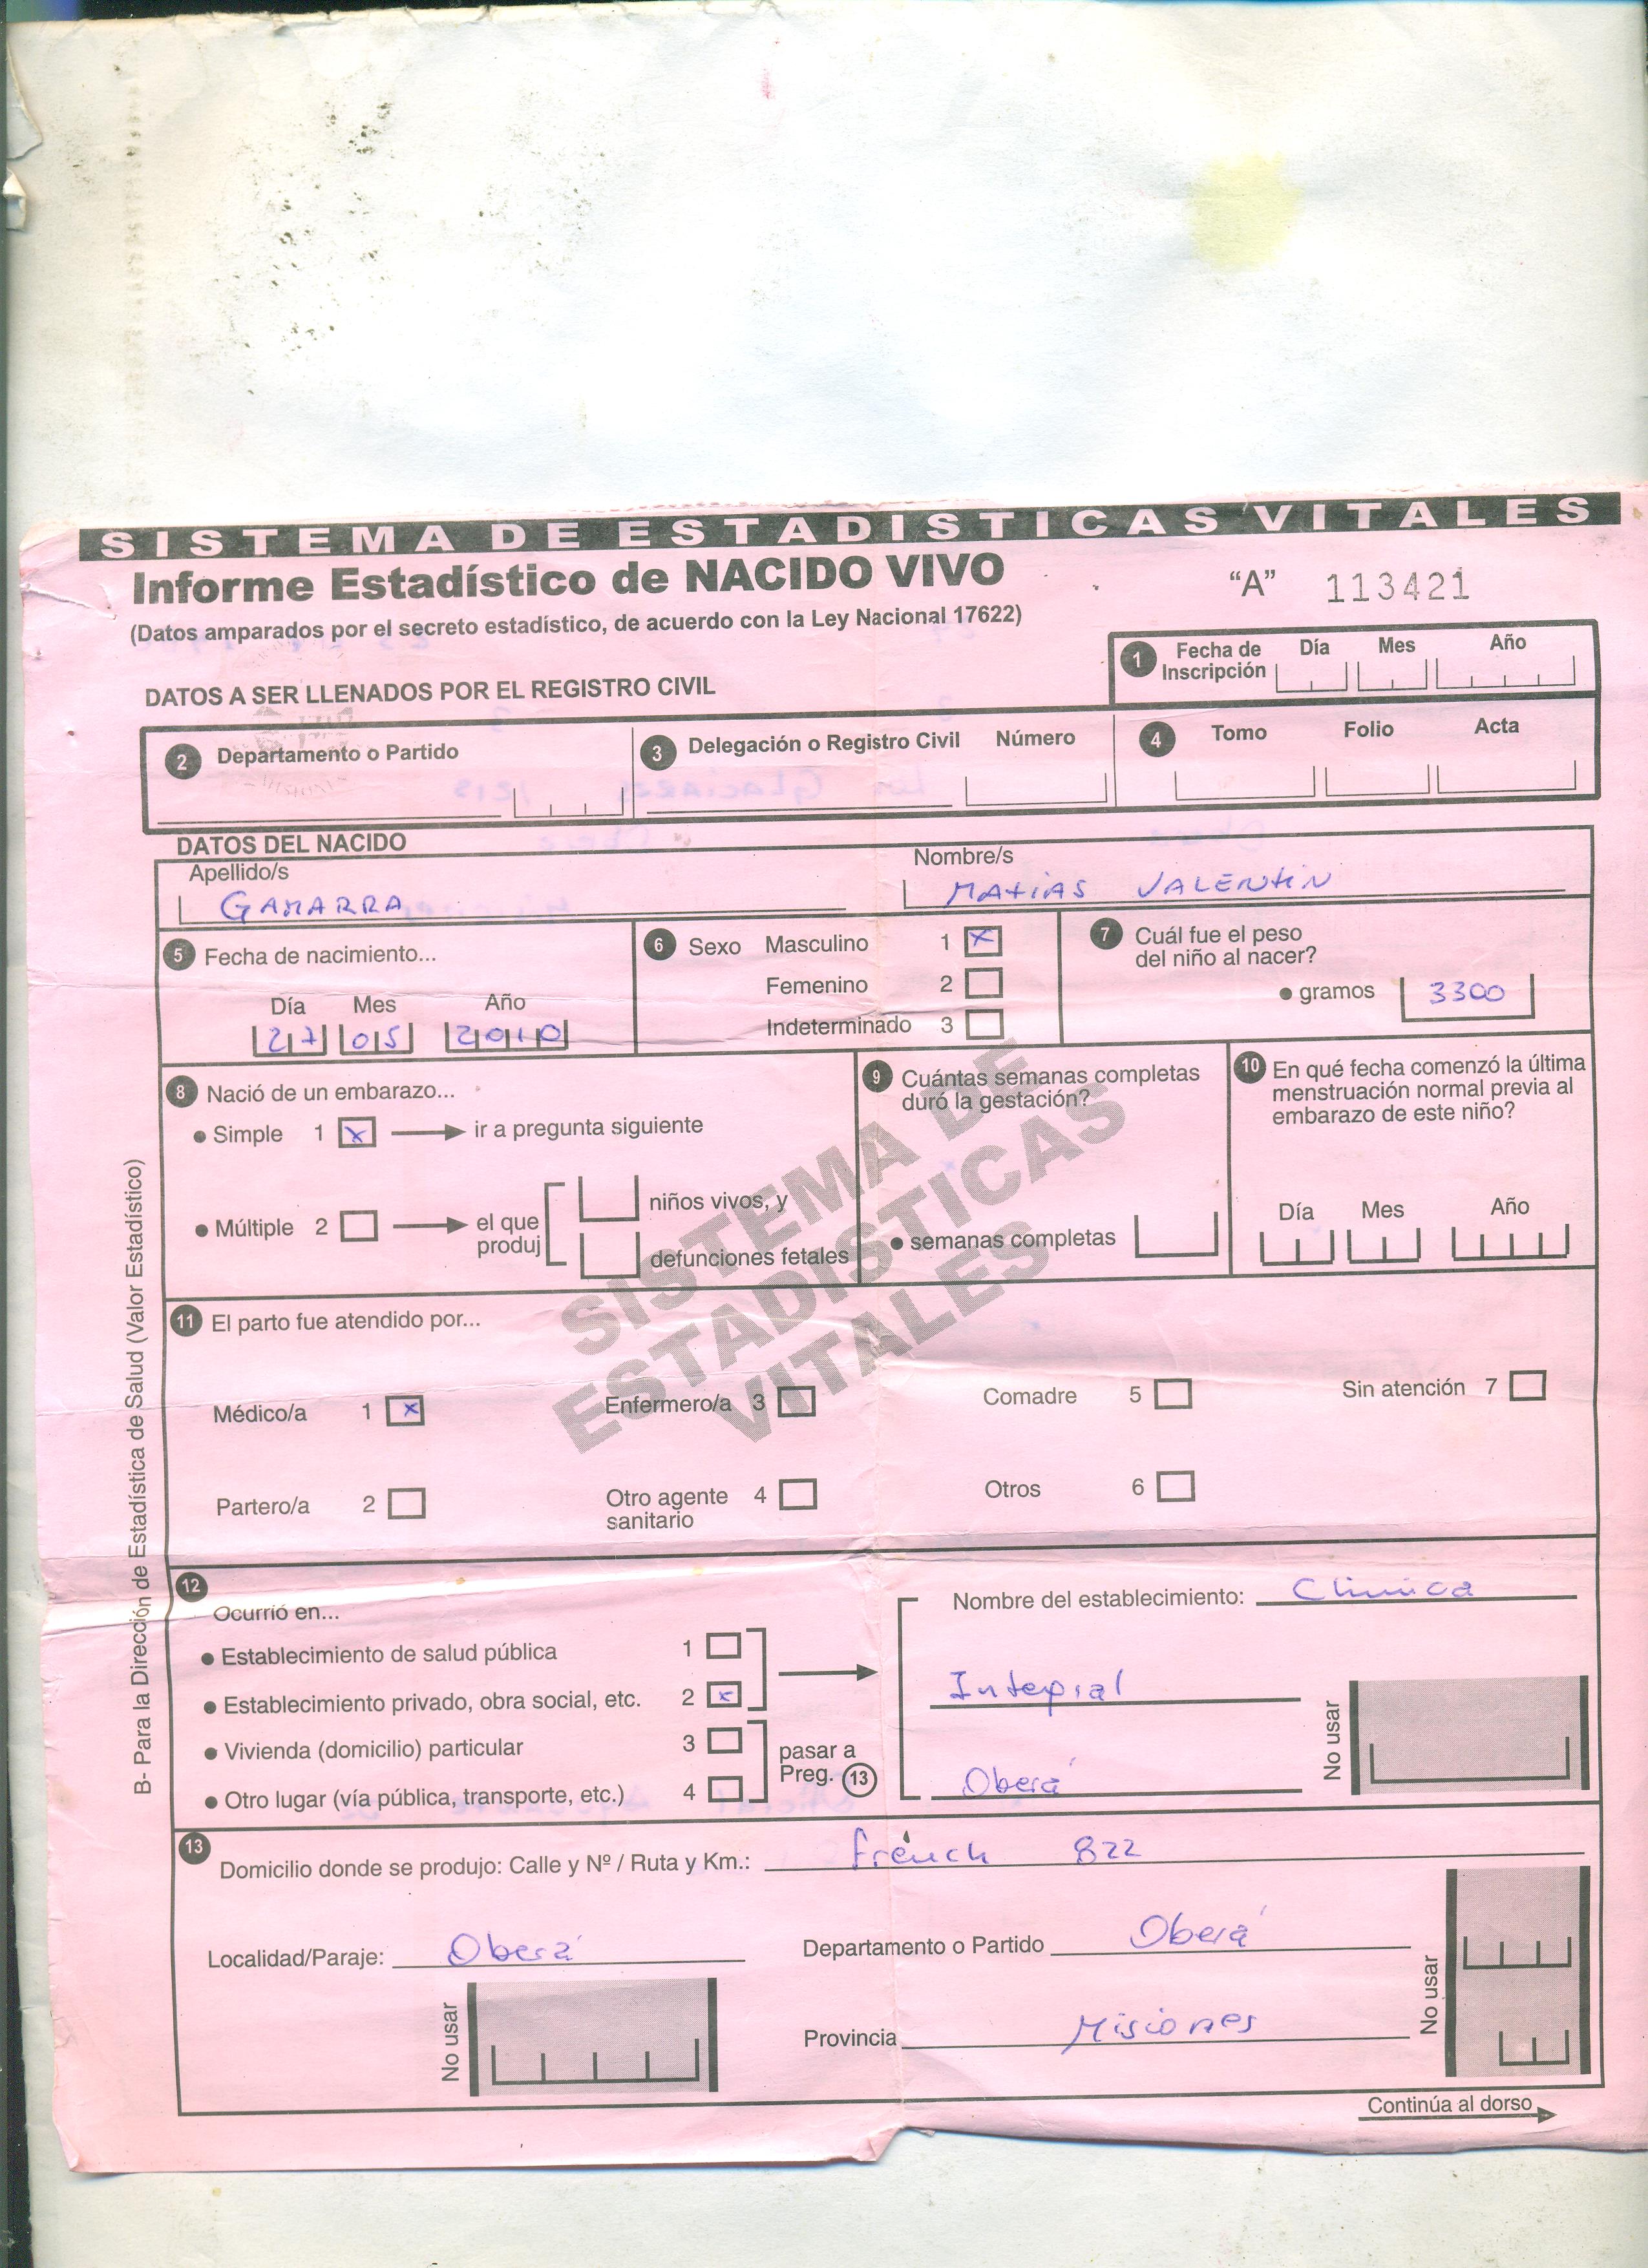 SISTEMA DE ESTADISTICAS VITALES
Informe Estadístico de NACIDO VIVO
"A" 113421
(Datos amparados por el secreto estadístico, de acuerdo con la Ley Nacional 17622)
1 Fecha de Inscripción Día Mes Año
DATOS A SER LLENADOS POR EL REGISTRO CIVIL
2 Departamento o Partido
3 Delegación o Registro Civil Número
4 Tomo Folio Acta
DATOS DEL NACIDO
Apellido/s
GAMARRA
Nombre/s
MATIAS VALENTIN
5 Fecha de nacimiento...
Día Mes Año
27 05 2010
6 Sexo Masculino 1 x
Femenino 2
Indeterminado 3
7 Cuál fue el peso
del niño al nacer?
• gramos 3300
8 Nació de un embarazo...
• Simple 1 x ir a pregunta siguiente
• Múltiple 2 el que
produj
niños vivos, y
defunciones fetales
9 Cuántas semanas completas
duró la gestación?
• semanas completas
10 En qué fecha comenzó la última
menstruación normal previa al
embarazo de este niño?
Día Mes Año
SISTEMA DE
ESTADISTICAS
VITALES
11 El parto fue atendido por...
Médico/a 1 x
Enfermero/a 3
Comadre 5
Sin atención 7
Partero/a 2
Otro agente 4
sanitario
Otros 6
12
Ocurrió en...
• Establecimiento de salud pública 1
• Establecimiento privado, obra social, etc. 2 x
• Vivienda (domicilio) particular 3
• Otro lugar (vía pública, transporte, etc.) 4
pasar a
Preg. 13
Nombre del establecimiento: Clinica
Integral
Oberá
No usar
13
Domicilio donde se produjo: Calle y Nº / Ruta y Km.: French 822
Localidad/Paraje: Oberá
Departamento o Partido Oberá
No usar
Provincia Misiones
No usar
Continúa al dorso
B- Para la Dirección de Estadística de Salud (Valor Estadístico)